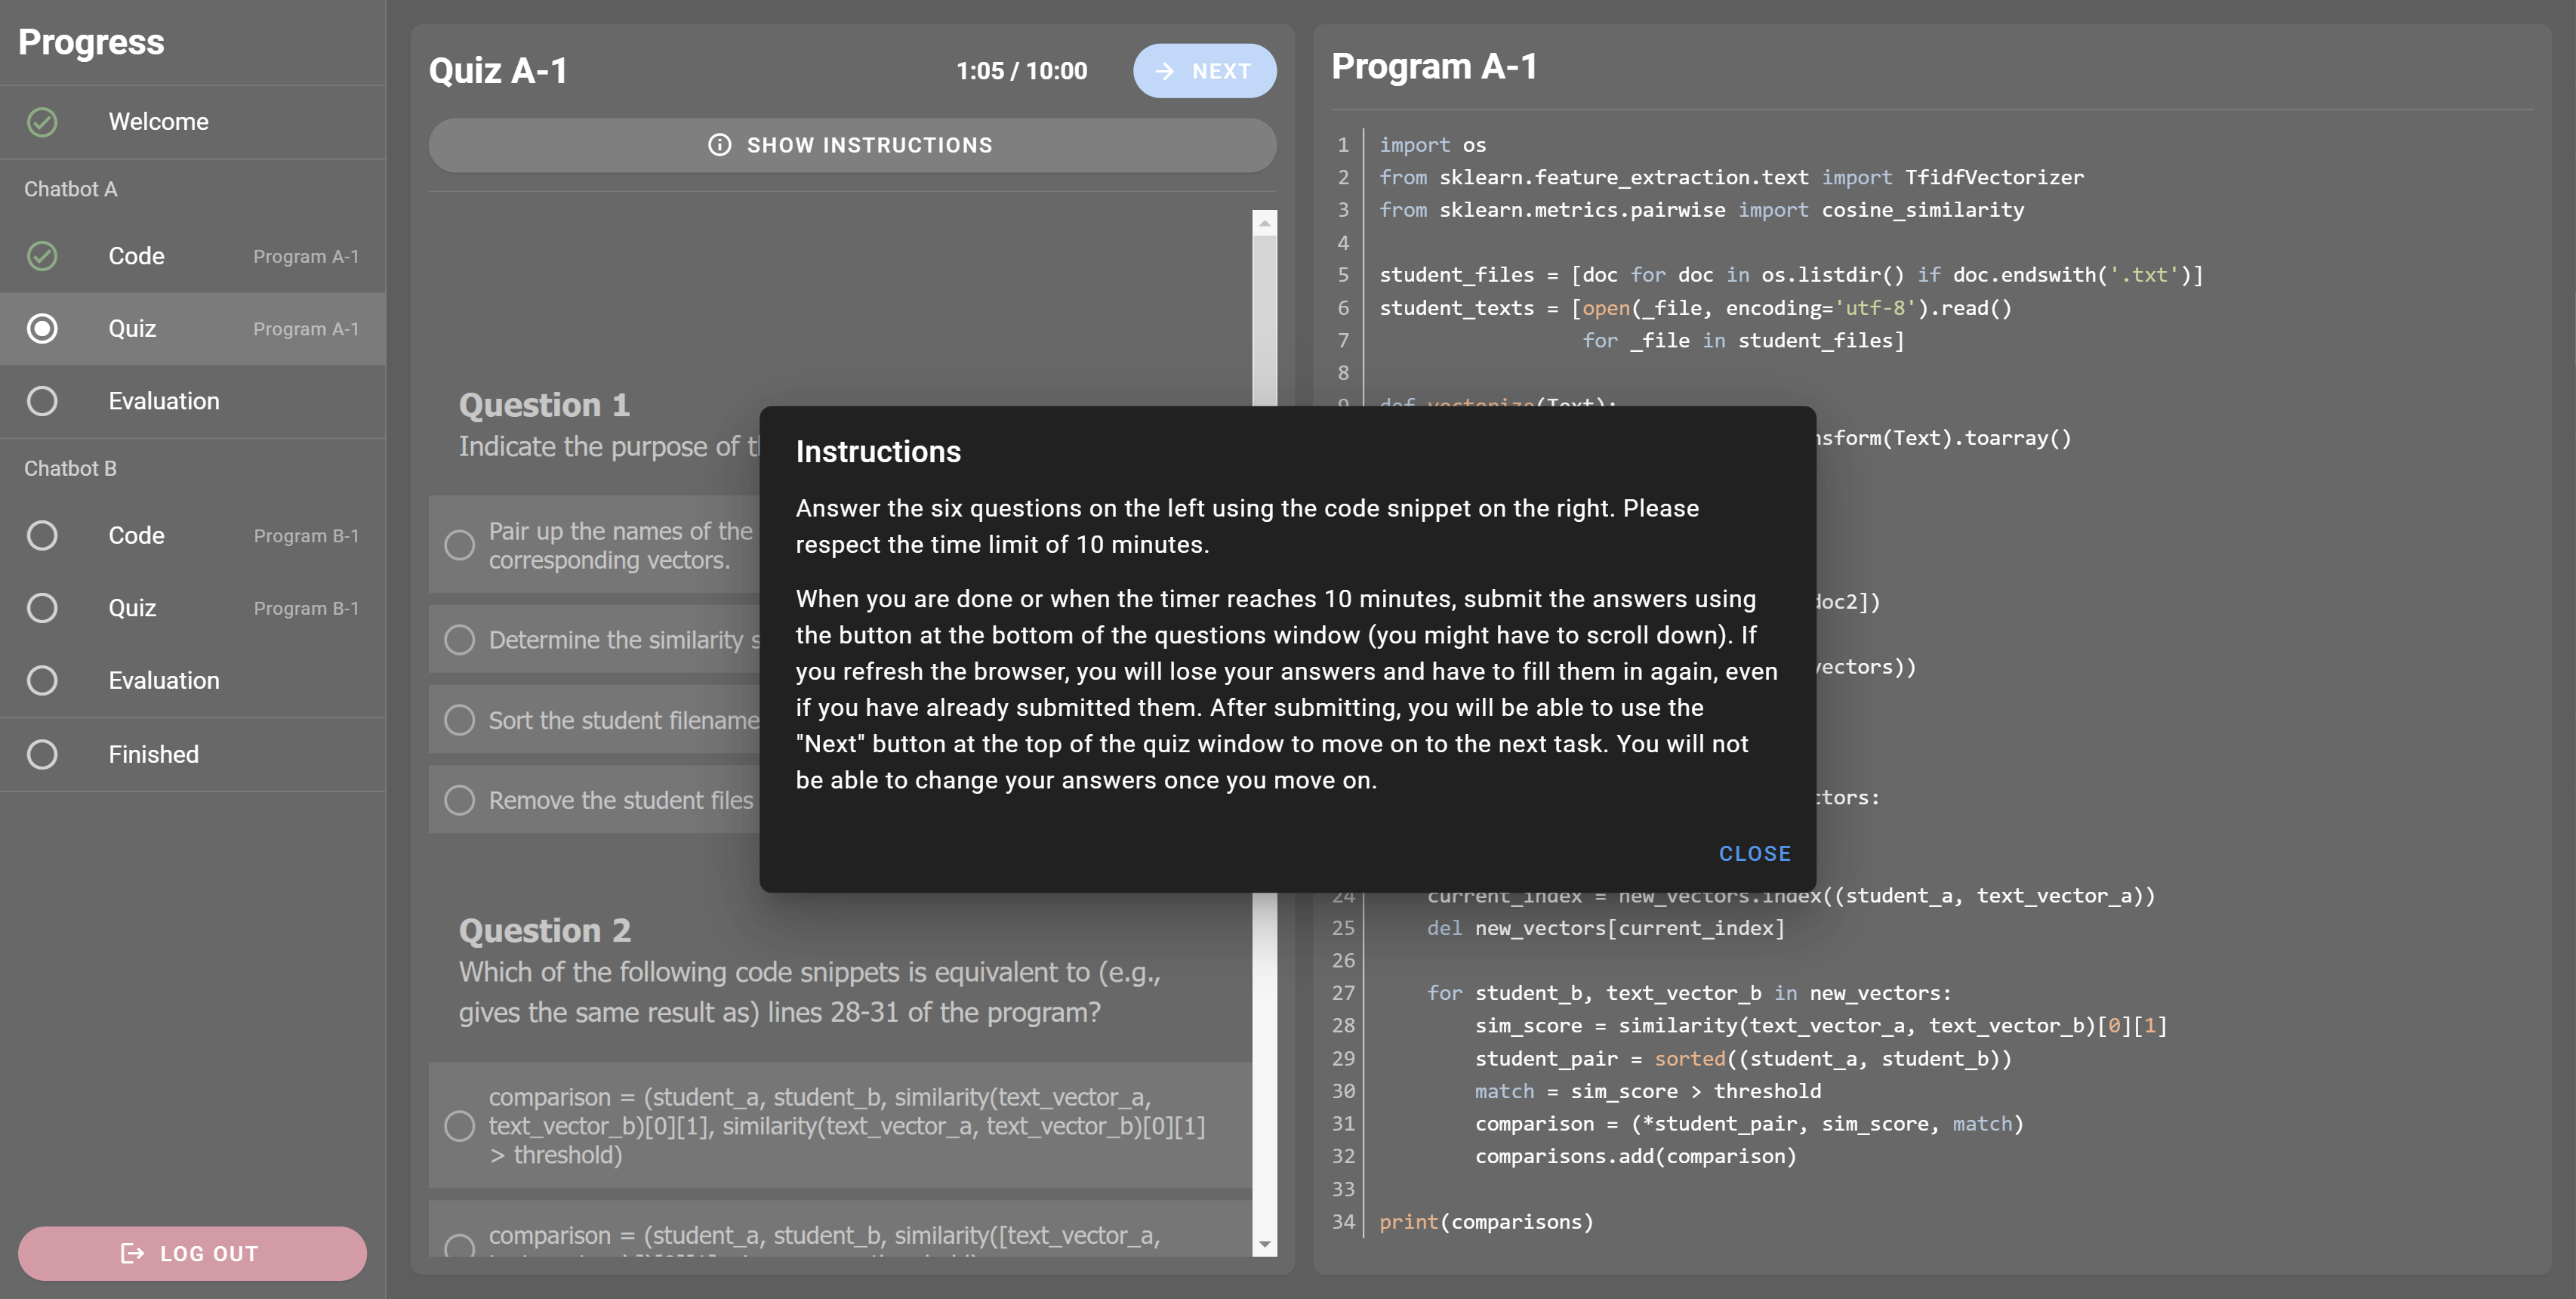 Progress
Welcome
Chatbot A
Code Program A-1
Quiz Program A-1
Evaluation
Chatbot B
Code Program B-1
Quiz Program B-1
Evaluation
Finished
LOG OUT
Quiz A-1 1:05 / 10:00 NEXT
SHOW INSTRUCTIONS
Question 1
Indicate the purpose of
Pair up the names of the
corresponding vectors.
Determine the similarity
Sort the student
Remove the student files
Question 2
Which of the following code snippets is equivalent to (e.g.,
gives the same result as) lines 28-31 of the program?
comparison = (student_a, student_b, similarity(text_vector_a,
text_vector_b)[0][1], similarity(text_vector_a, text_vector_b)[0][1]
> threshold)
comparison = (student_a, student_b, similarity([text_vector_a,
Instructions
Answer the six questions on the left using the code snippet on the right. Please
respect the time limit of 10 minutes.
When you are done or when the timer reaches 10 minutes, submit the answers using
the button at the bottom of the questions window (you might have to scroll down). If
you refresh the browser, you will lose your answers and have to fill them in again, even
if you have already submitted them. After submitting, you will be able to use the
"Next" button at the top of the quiz window to move on to the next task. You will not
be able to change your answers once you move on.
CLOSE
Program A-1
1 import os
2 from sklearn.feature_extraction.text import TfidfVectorizer
3 from sklearn.metrics.pairwise import cosine_similarity
4
5 student_files = [doc for doc in os.listdir() if doc.endswith('.txt')]
6 student_texts = [open(_file, encoding='utf-8').read()
7 for _file in student_files]
8
9 def vectorize(Text):
nsform(Text).toarray()
doc2])
vectors))
ctors:
24 current_index = new_vectors.index((student_a, text_vector_a))
25 del new_vectors[current_index]
26
27 for student_b, text_vector_b in new_vectors:
28 sim_score = similarity(text_vector_a, text_vector_b)[0][1]
29 student_pair = sorted((student_a, student_b))
30 match = sim_score > threshold
31 comparison = (*student_pair, sim_score, match)
32 comparisons.add(comparison)
33
34 print(comparisons)